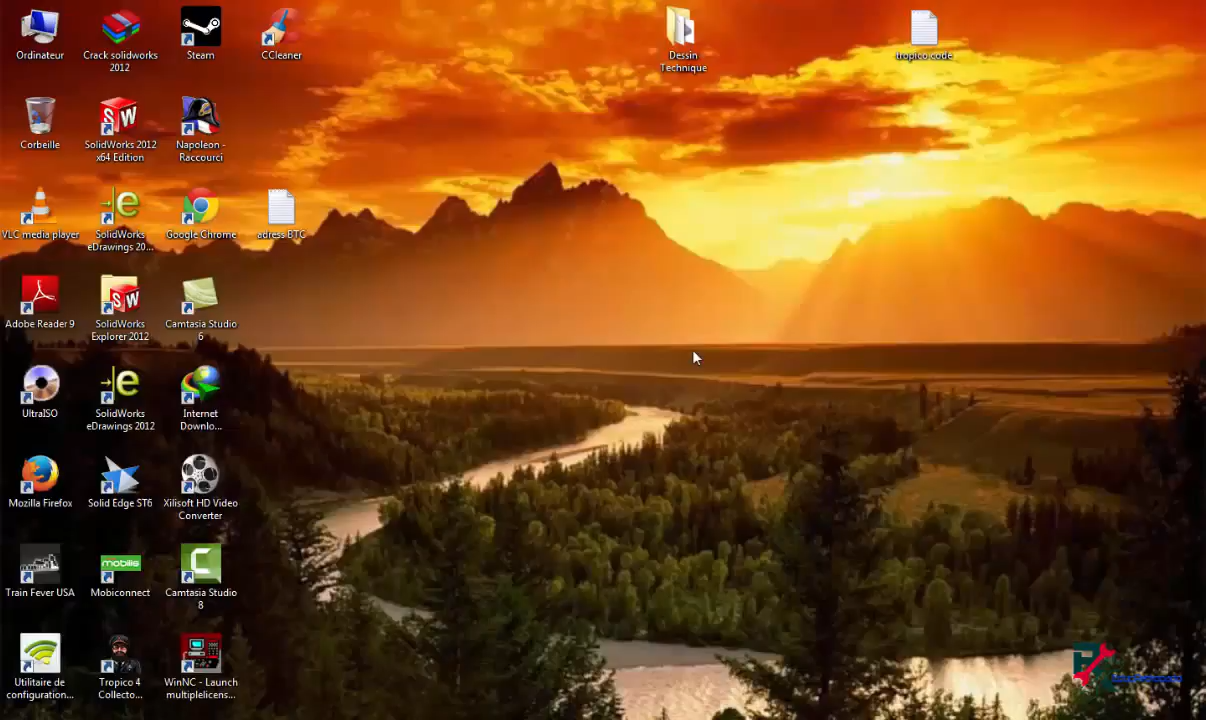 Ordinateur
Crack solidworks
2012
Steam
CCleaner
Dessin
Technique
tropico.code
Corbeille
SolidWorks 2012
x64 Edition
Napoleon -
Raccourci
VLC media player
SolidWorks
eDrawings 20...
Google Chrome
adress BTC
Adobe Reader 9
SolidWorks
Explorer 2012
Camtasia Studio
6
UltraISO
SolidWorks
eDrawings 2012
Internet
Downlo...
Mozilla Firefox
Solid Edge ST6
Xilisoft HD Video
Converter
Train Fever USA
mobilis
Mobiconnect
Camtasia Studio
8
Utilitaire de
configuration...
Tropico 4
Collecto...
WinNC - Launch
multiplelicens...